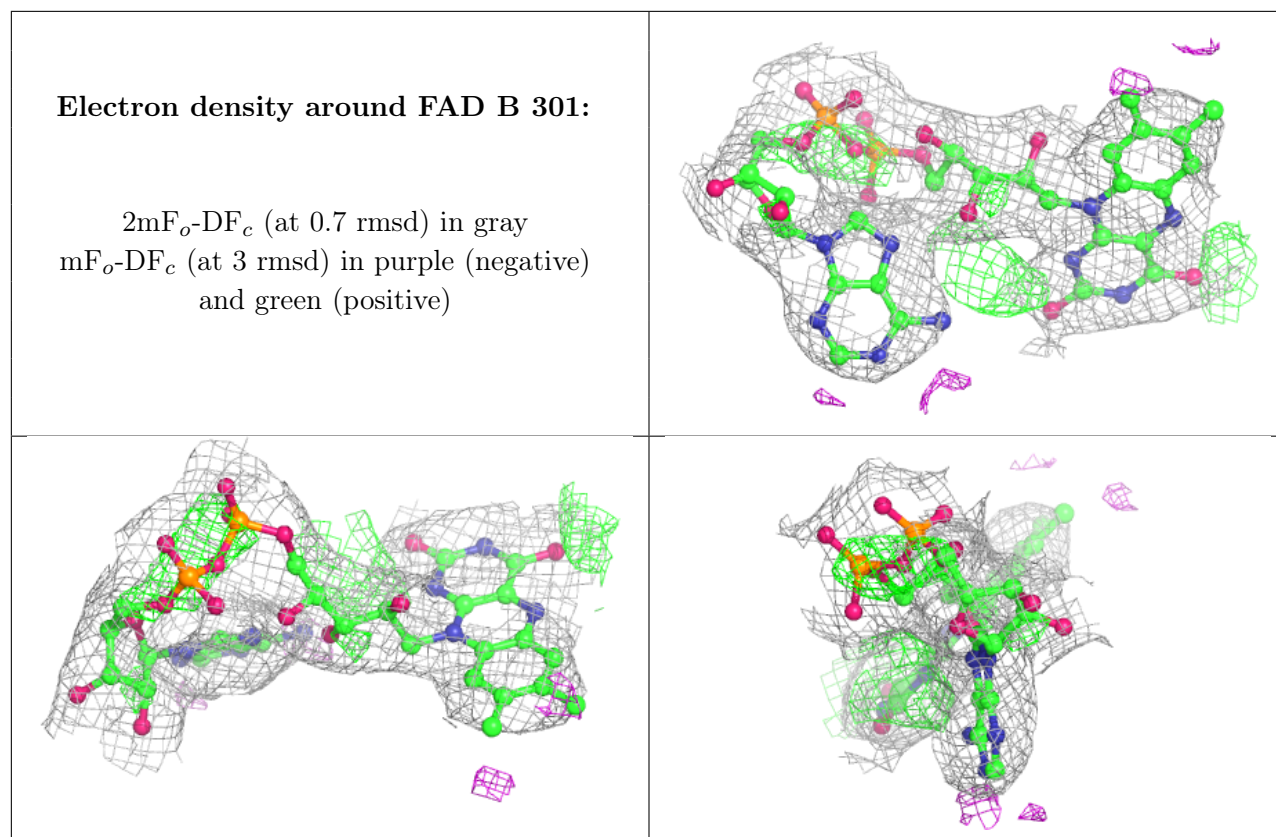 Electron density around FAD B 301:
2mFo-DFc (at 0.7 rmsd) in gray
mFo-DFc (at 3 rmsd) in purple (negative)
and green (positive)